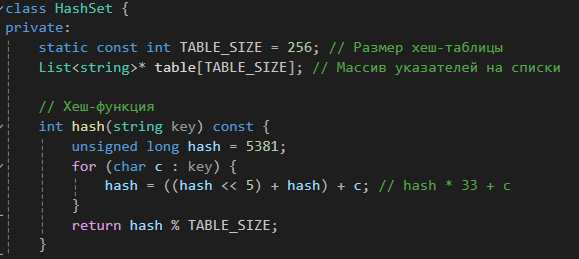 class HashSet {
private:
static const int TABLE_SIZE = 256; // Размер хеш-таблицы
List<string>* table[TABLE_SIZE]; // Массив указателей на списки
// Хеш-функция
int hash(string key) const {
unsigned long hash = 5381;
for (char c : key) {
hash = ((hash << 5) + hash) + c; // hash * 33 + c
}
return hash % TABLE_SIZE;
}